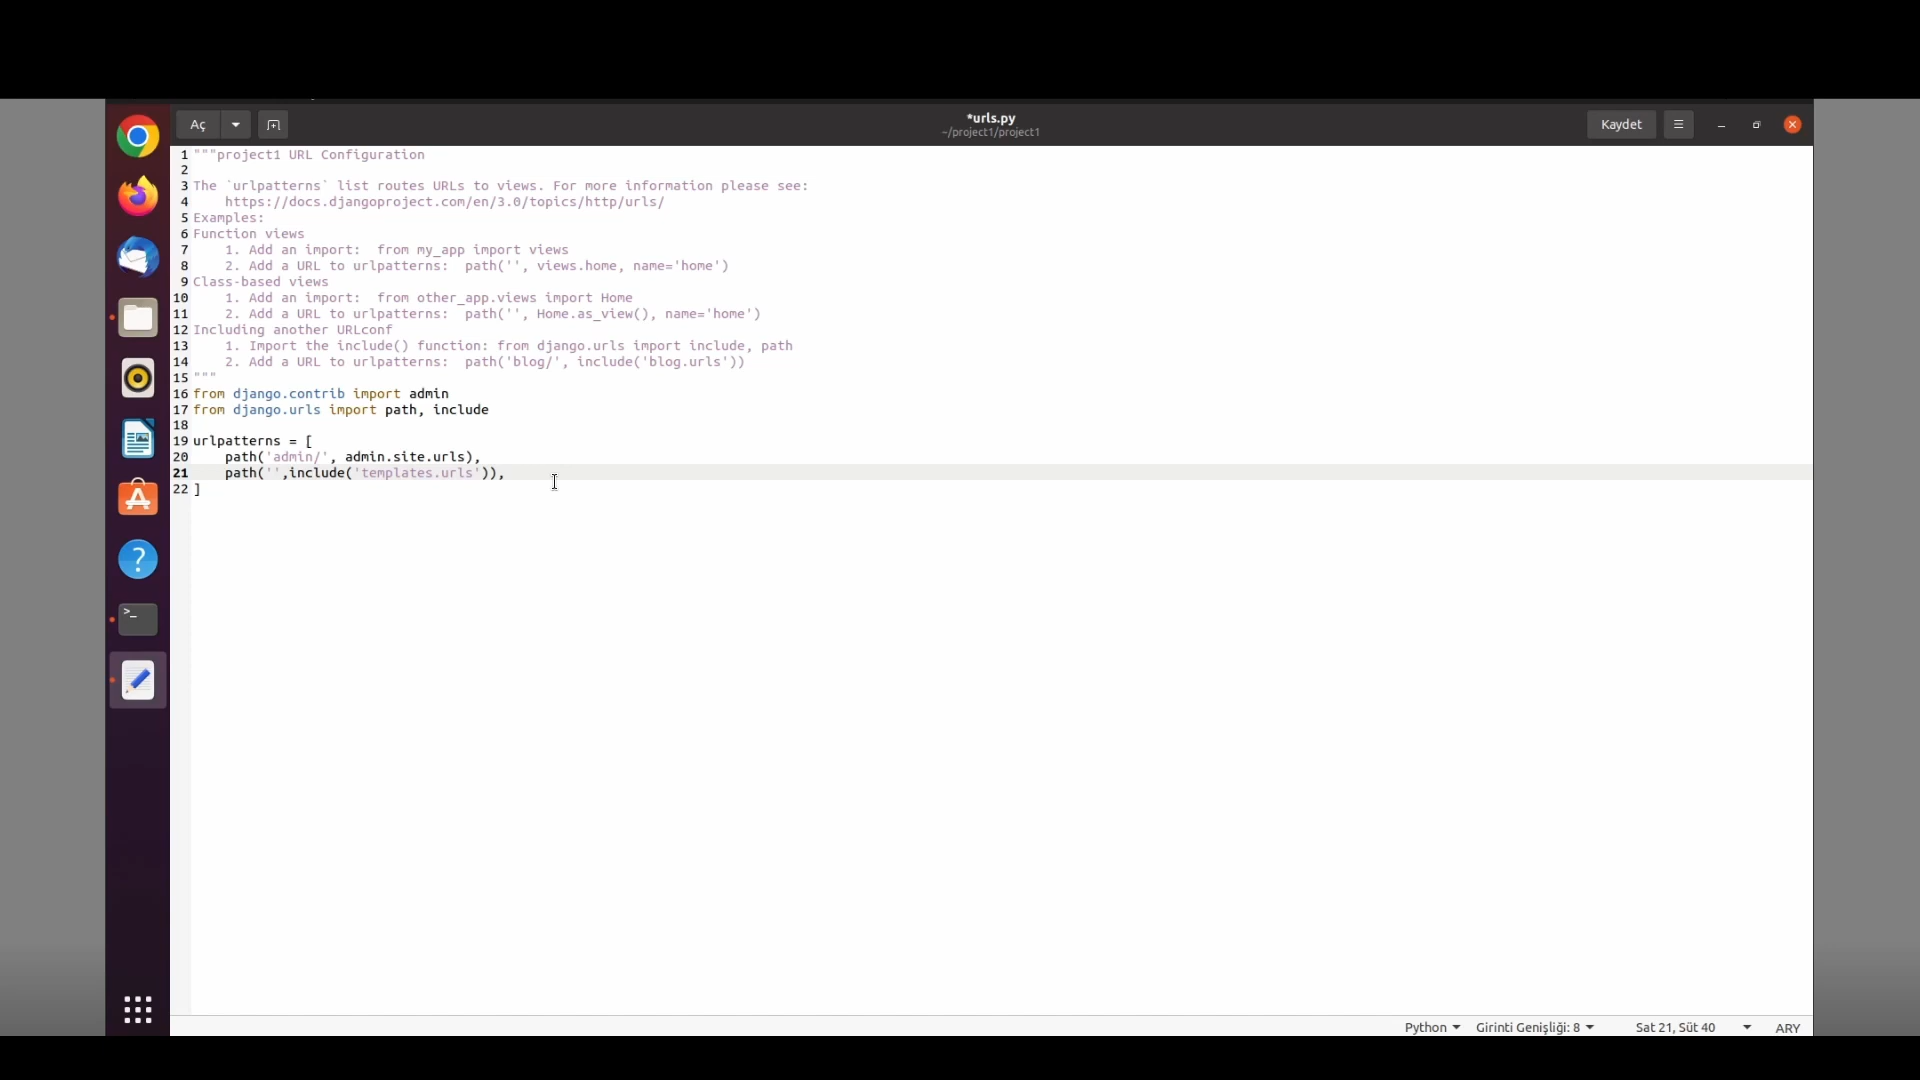 Aç
*urls.py
~/project1/project1
Kaydet
1 """project1 URL Configuration
2
3 The `urlpatterns` list routes URLs to views. For more information please see:
4     https://docs.djangoproject.com/en/3.0/topics/http/urls/
5 Examples:
6 Function views
7     1. Add an import:  from my_app import views
8     2. Add a URL to urlpatterns:  path('', views.home, name='home')
9 Class-based views
10     1. Add an import:  from other_app.views import Home
11     2. Add a URL to urlpatterns:  path('', Home.as_view(), name='home')
12 Including another URLconf
13     1. Import the include() function: from django.urls import include, path
14     2. Add a URL to urlpatterns:  path('blog/', include('blog.urls'))
15 """
16 from django.contrib import admin
17 from django.urls import path, include
18
19 urlpatterns = [
20     path('admin/', admin.site.urls),
21     path('',include('templates.urls')),
22 ]
Python Girinti Genişliği: 8 Sat 21, Süt 40 ARY